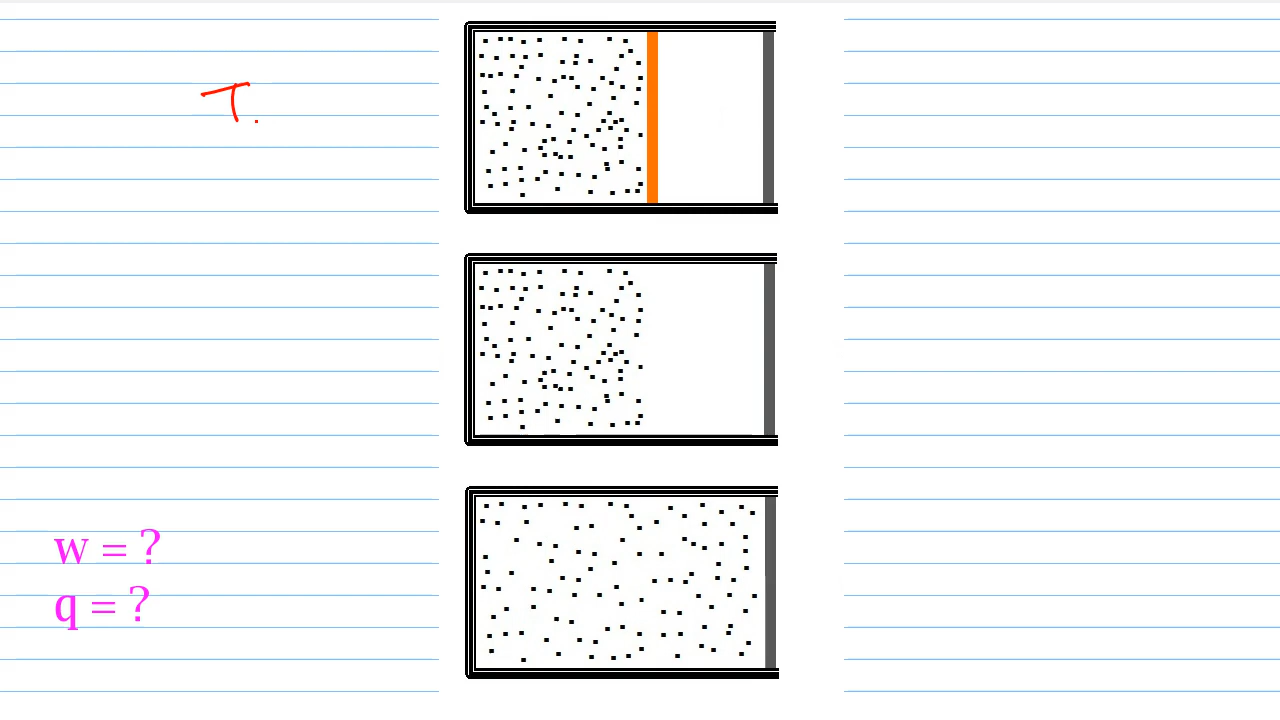 T.
w = ?
q = ?